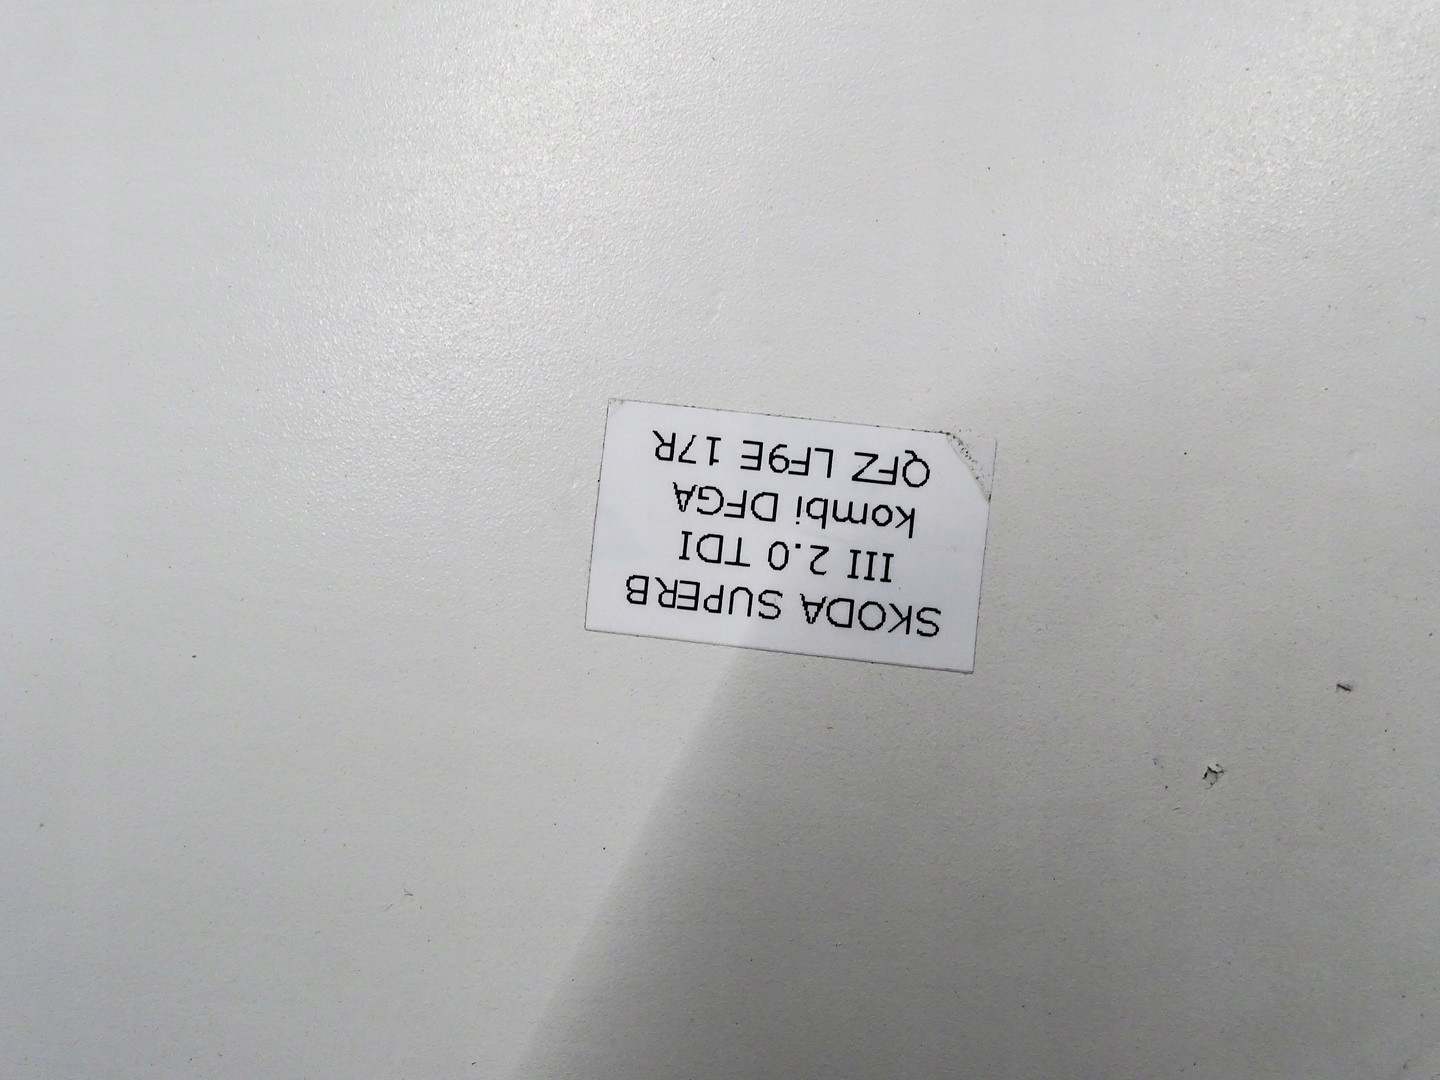 SKODA SUPERB
III 2.0 TDI
kombi DFGA
QFZ LF9E 17R